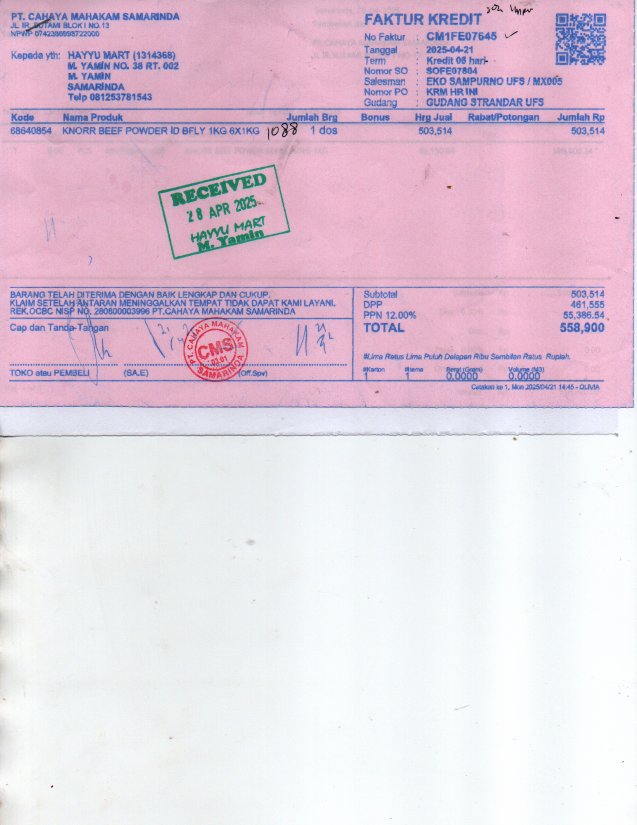 PT. CAHAYA MAHAKAM SAMARINDA
JL IR. SUTAMI BLOK I NO.13
NPWP 0742386698722000
Kepada yth: HAYYU MART (1314368)
M. YAMIN NO. 38 RT. 002
M. YAMIN
SAMARINDA
Telp 081253781543
FAKTUR KREDIT
No Faktur : CM1FE07645
Tanggal : 2025-04-21
Term : Kredit 06 hari
Nomor SO : SOFE07804
Salesman : EKO SAMPURNO UFS / MX005
Nomor PO : KRM HR INI
Gudang : GUDANG STRANDAR UFS
Kode Nama Produk Jumlah Brg Bonus Hrg Jual Rabat/Potongan Jumlah Rp
68640854 KNORR BEEF POWDER ID BFLY 1KG 6X1KG 1088 1 dos 503,514 503,514
RECEIVED
28 APR 2025
HAYYU MART
M. Yamin
BARANG TELAH DITERIMA DENGAN BAIK LENGKAP DAN CUKUP.
KLAIM SETELAH ANTARAN MENINGGALKAN TEMPAT TIDAK DAPAT KAMI LAYANI.
REK.OCBC NISP NO. 280800003996 PT.CAHAYA MAHAKAM SAMARINDA
Cap dan Tanda Tangan
PT. CAHAYA MAHAKAM
CMS
SAMARINDA
TOKO atau PEMBELI (SA.E) (Off.Spv)
Subtotal 503,514
DPP 461,555
PPN 12.00% 55,386.54
TOTAL 558,900
#Lima Ratus Lima Puluh Delapan Ribu Sembilan Ratus Rupiah.
#Karton #Items Berat (Gram) Volume (M3)
1 1 0.0000 0.0000
Cetakan ke 1, Mon 2025/04/21 14:45 - OLIVIA